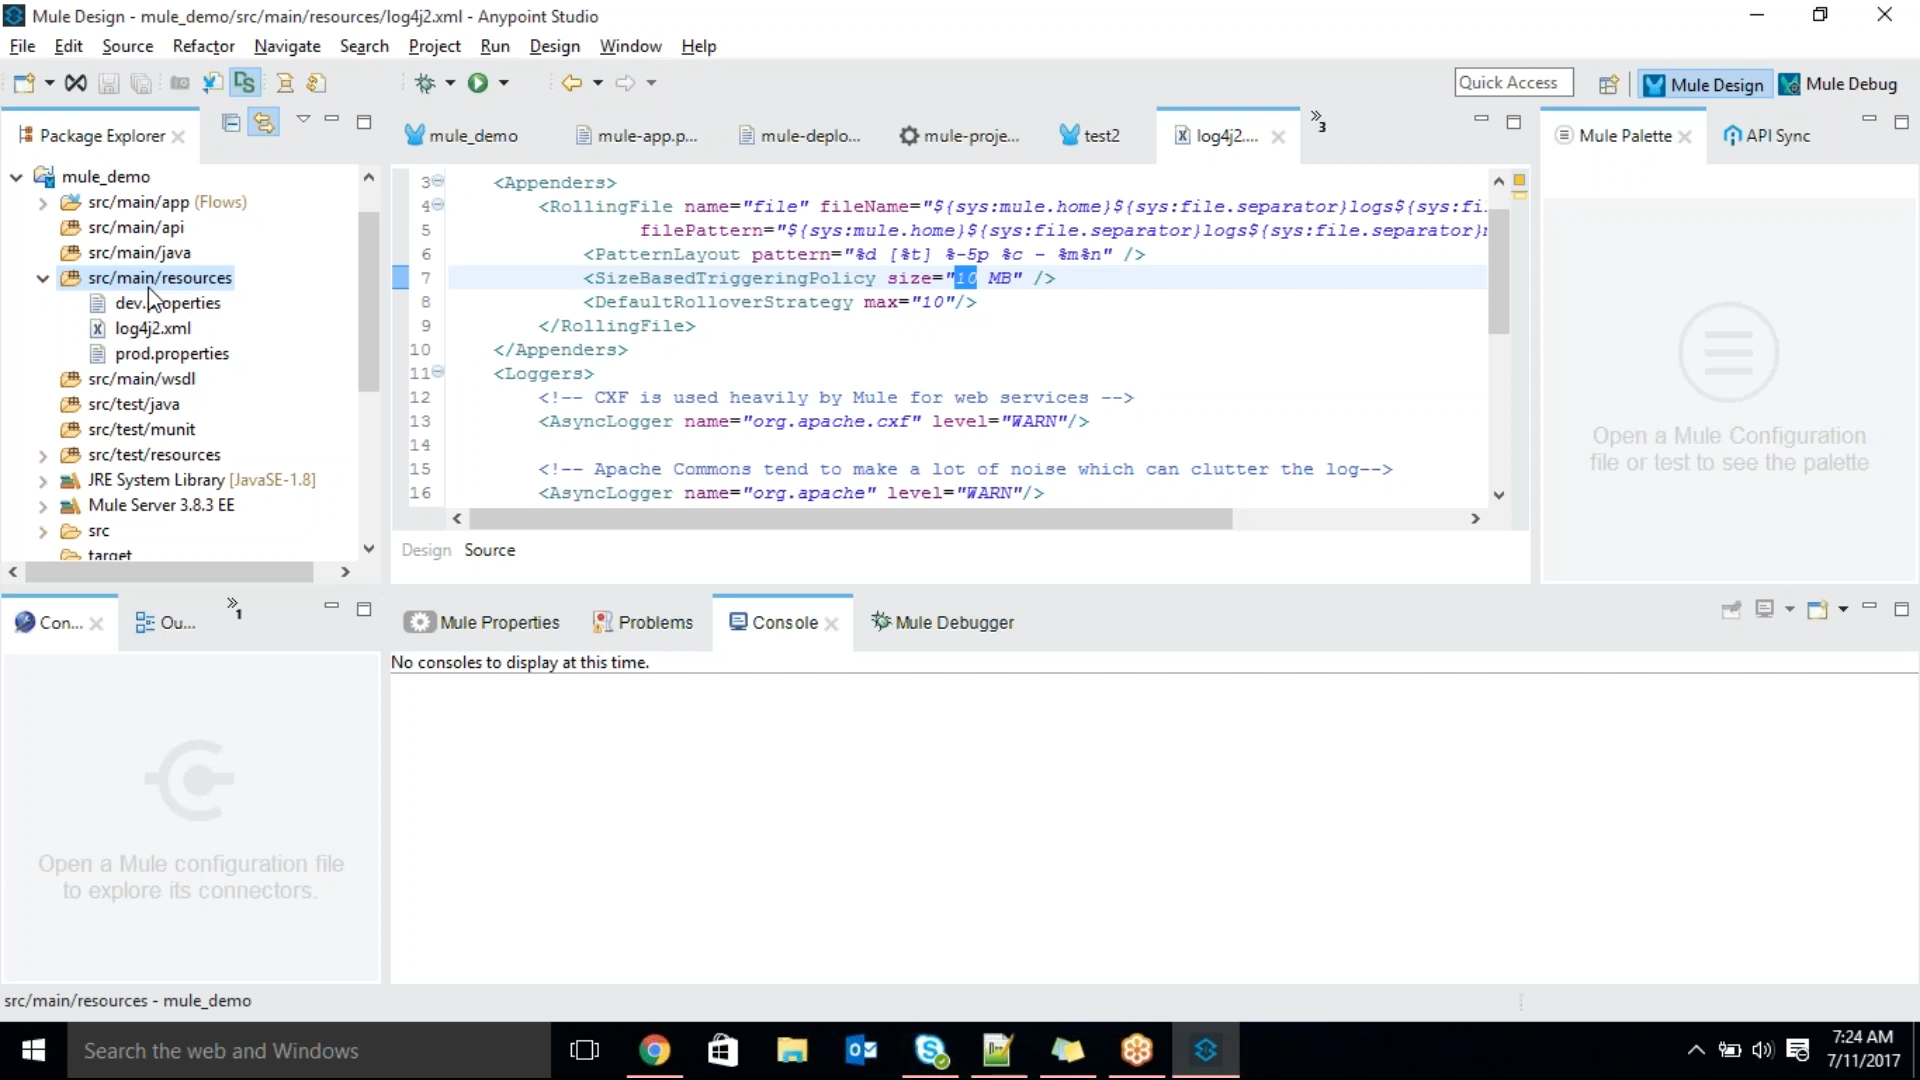 Mule Design - mule_demo/src/main/resources/log4j2.xml - Anypoint Studio
File Edit Source Refactor Navigate Search Project Run Design Window Help
Quick Access
Mule Design
Mule Debug
Package Explorer
mule_demo
mule-app.p...
mule-deplo...
mule-proje...
test2
log4j2....
3
Mule Palette
API Sync
mule_demo
src/main/app (Flows)
src/main/api
src/main/java
src/main/resources
dev.properties
log4j2.xml
prod.properties
src/main/wsdl
src/test/java
src/test/munit
src/test/resources
JRE System Library [JavaSE-1.8]
Mule Server 3.8.3 EE
src
target
3 <Appenders>
4 <RollingFile name="file" fileName="${sys:mule.home}${sys:file.separator}logs${sys:fi
5 filePattern="${sys:mule.home}${sys:file.separator}logs${sys:file.separator}
6 <PatternLayout pattern="%d [%t] %-5p %c - %m%n" />
7 <SizeBasedTriggeringPolicy size="10 MB" />
8 <DefaultRolloverStrategy max="10"/>
9 </RollingFile>
10 </Appenders>
11 <Loggers>
12 <!-- CXF is used heavily by Mule for web services -->
13 <AsyncLogger name="org.apache.cxf" level="WARN"/>
14
15 <!-- Apache Commons tend to make a lot of noise which can clutter the log-->
16 <AsyncLogger name="org.apache" level="WARN"/>
Design Source
Open a Mule Configuration
file or test to see the palette
Con...
Ou...
1
Mule Properties
Problems
Console
Mule Debugger
No consoles to display at this time.
Open a Mule configuration file
to explore its connectors.
src/main/resources - mule_demo
Search the web and Windows
7:24 AM
7/11/2017